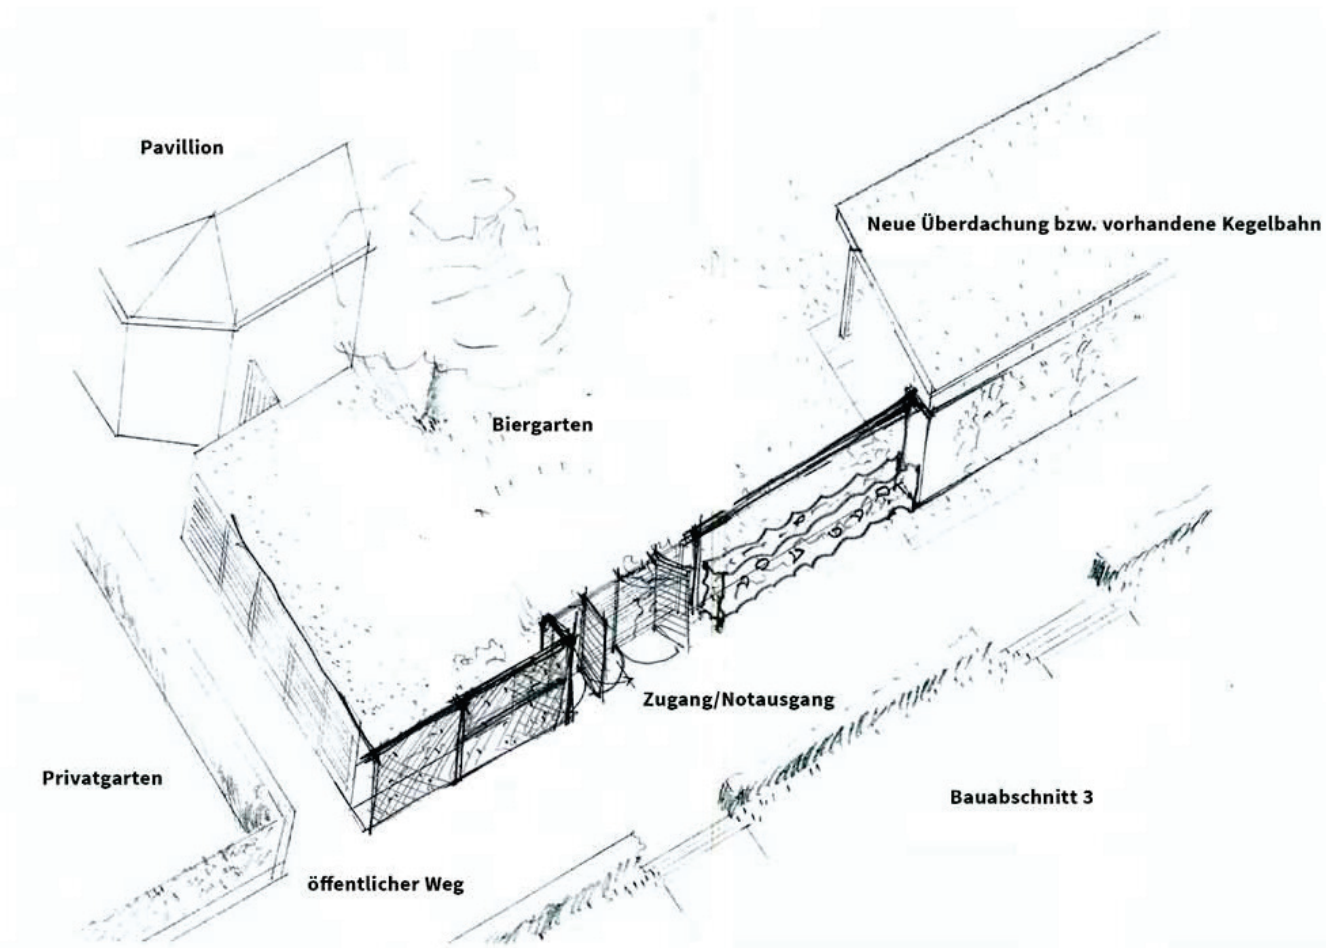 Pavillion
Neue Überdachung bzw. vorhandene Kegelbahn
Biergarten
Zugang/Notausgang
Privatgarten
Bauabschnitt 3
öffentlicher Weg